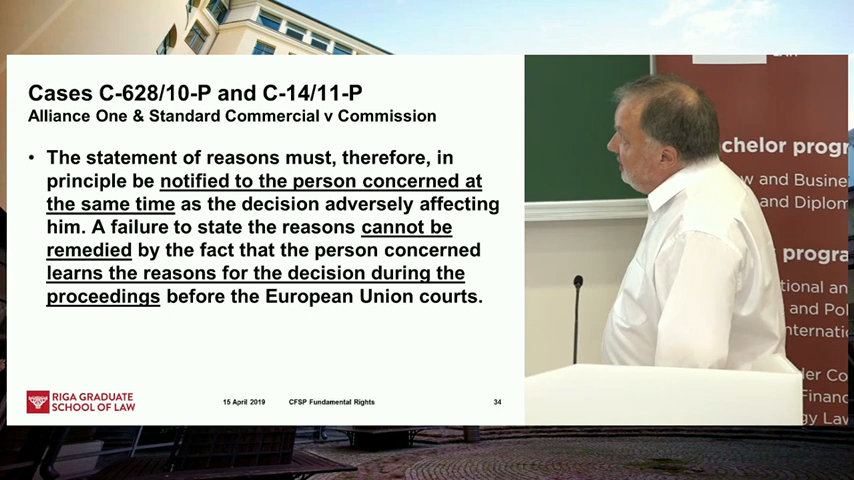 Cases C-628/10-P and C-14/11-P
Alliance One & Standard Commercial v Commission
• The statement of reasons must, therefore, in
principle be notified to the person concerned at
the same time as the decision adversely affecting
him. A failure to state the reasons cannot be
remedied by the fact that the person concerned
learns the reasons for the decision during the
proceedings before the European Union courts.
RIGA GRADUATE
SCHOOL OF LAW
15 April 2019 CFSP Fundamental Rights 34
chelor progr
w and Busine
and Diplom
progra
tional an
and Pol
nternati
der Co
Financ
gy Law